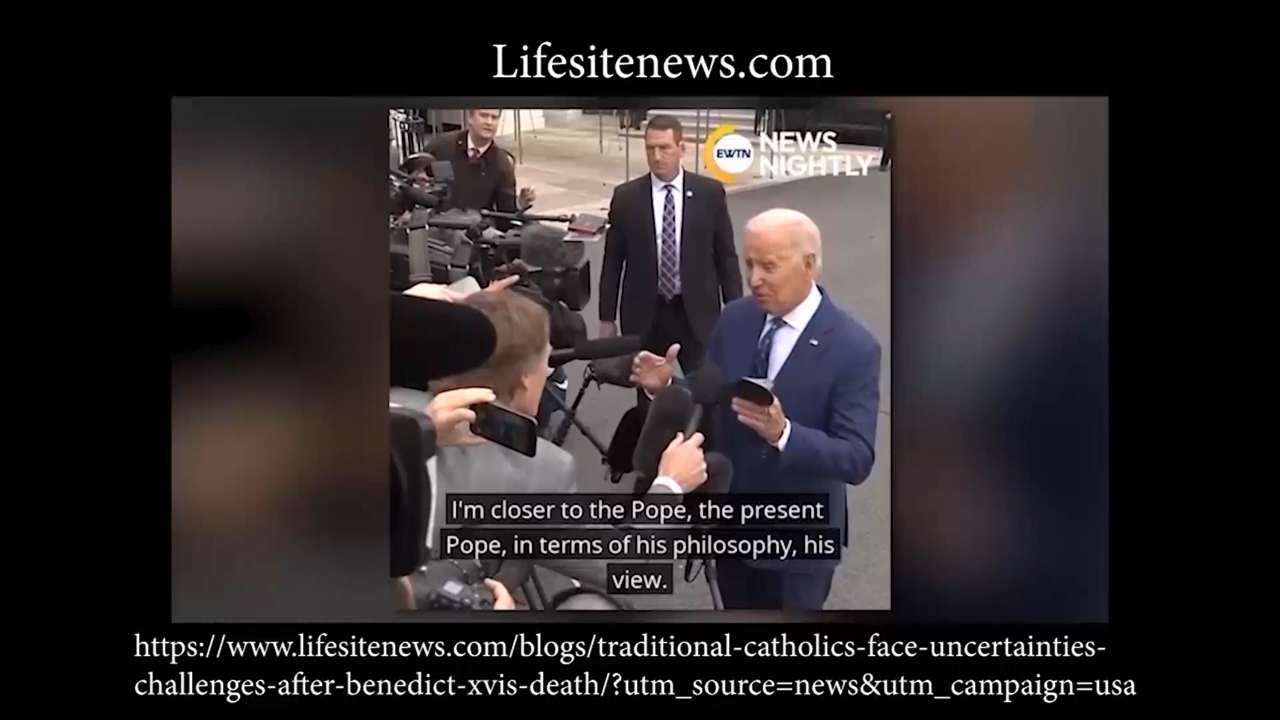 Lifesitenews.com
EWTN
NEWS
NIGHTLY
I'm closer to the Pope, the present
Pope, in terms of his philosophy, his
view.
https://www.lifesitenews.com/blogs/traditional-catholics-face-uncertainties-
challenges-after-benedict-xvis-death/?utm_source=news&utm_campaign=usa